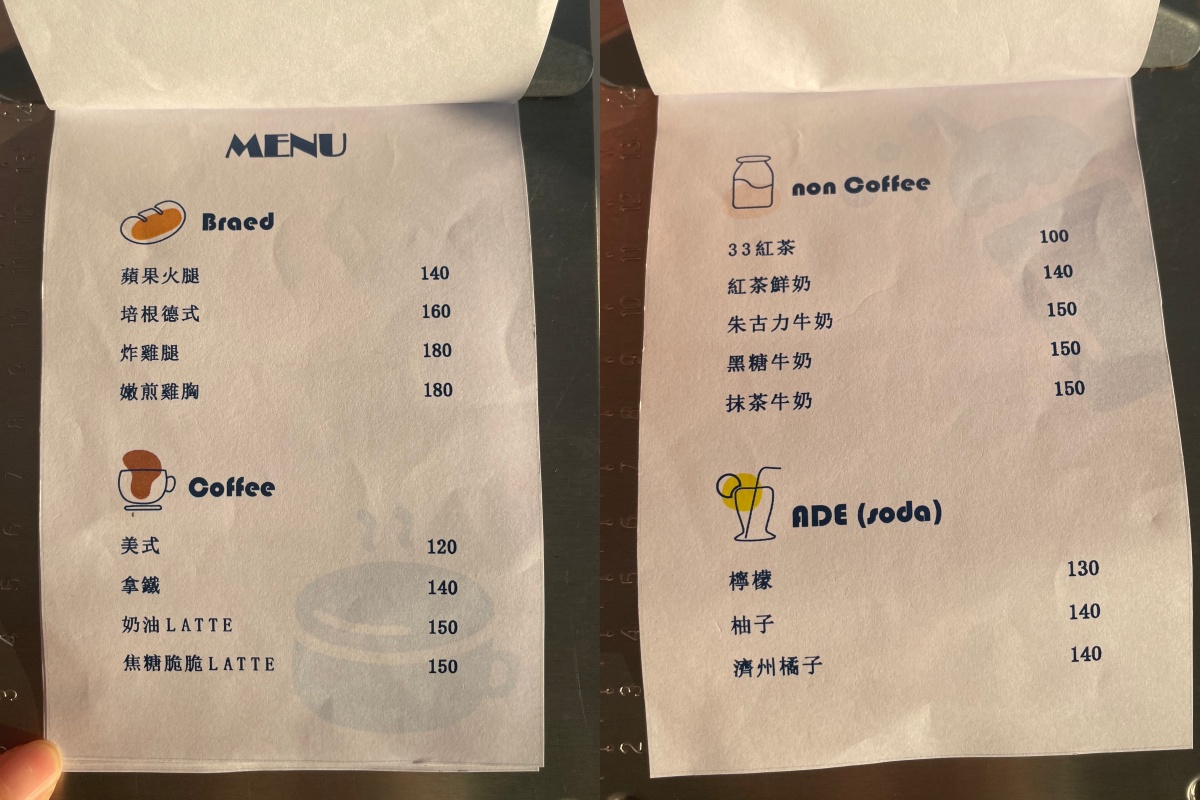 MENU
Braed
蘋果火腿 140
培根德式 160
炸雞腿 180
嫩煎雞胸 180
Coffee
美式 120
拿鐵 140
奶油LATTE 150
焦糖脆脆LATTE 150
non Coffee
33紅茶 100
紅茶鮮奶 140
朱古力牛奶 150
黑糖牛奶 150
抹茶牛奶 150
ADE (soda)
檸檬 130
柚子 140
濟州橘子 140